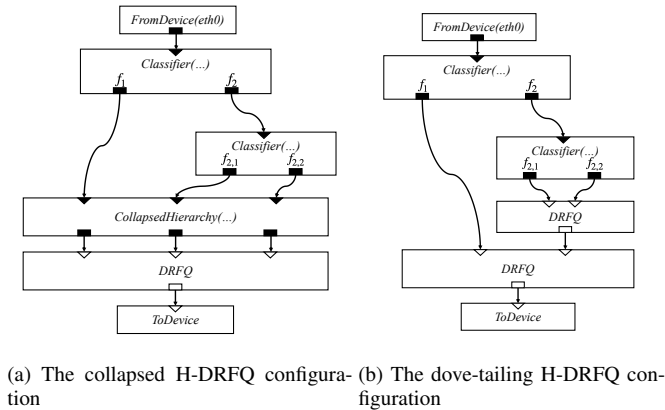 FromDevice(eth0)
Classifier(...)
f1 f2
Classifier(...)
f2,1 f2,2
CollapsedHierarchy(...)
DRFQ
ToDevice
FromDevice(eth0)
Classifier(...)
f1 f2
Classifier(...)
f2,1 f2,2
DRFQ
DRFQ
ToDevice
(a) The collapsed H-DRFQ configura-
tion
(b) The dove-tailing H-DRFQ con-
figuration